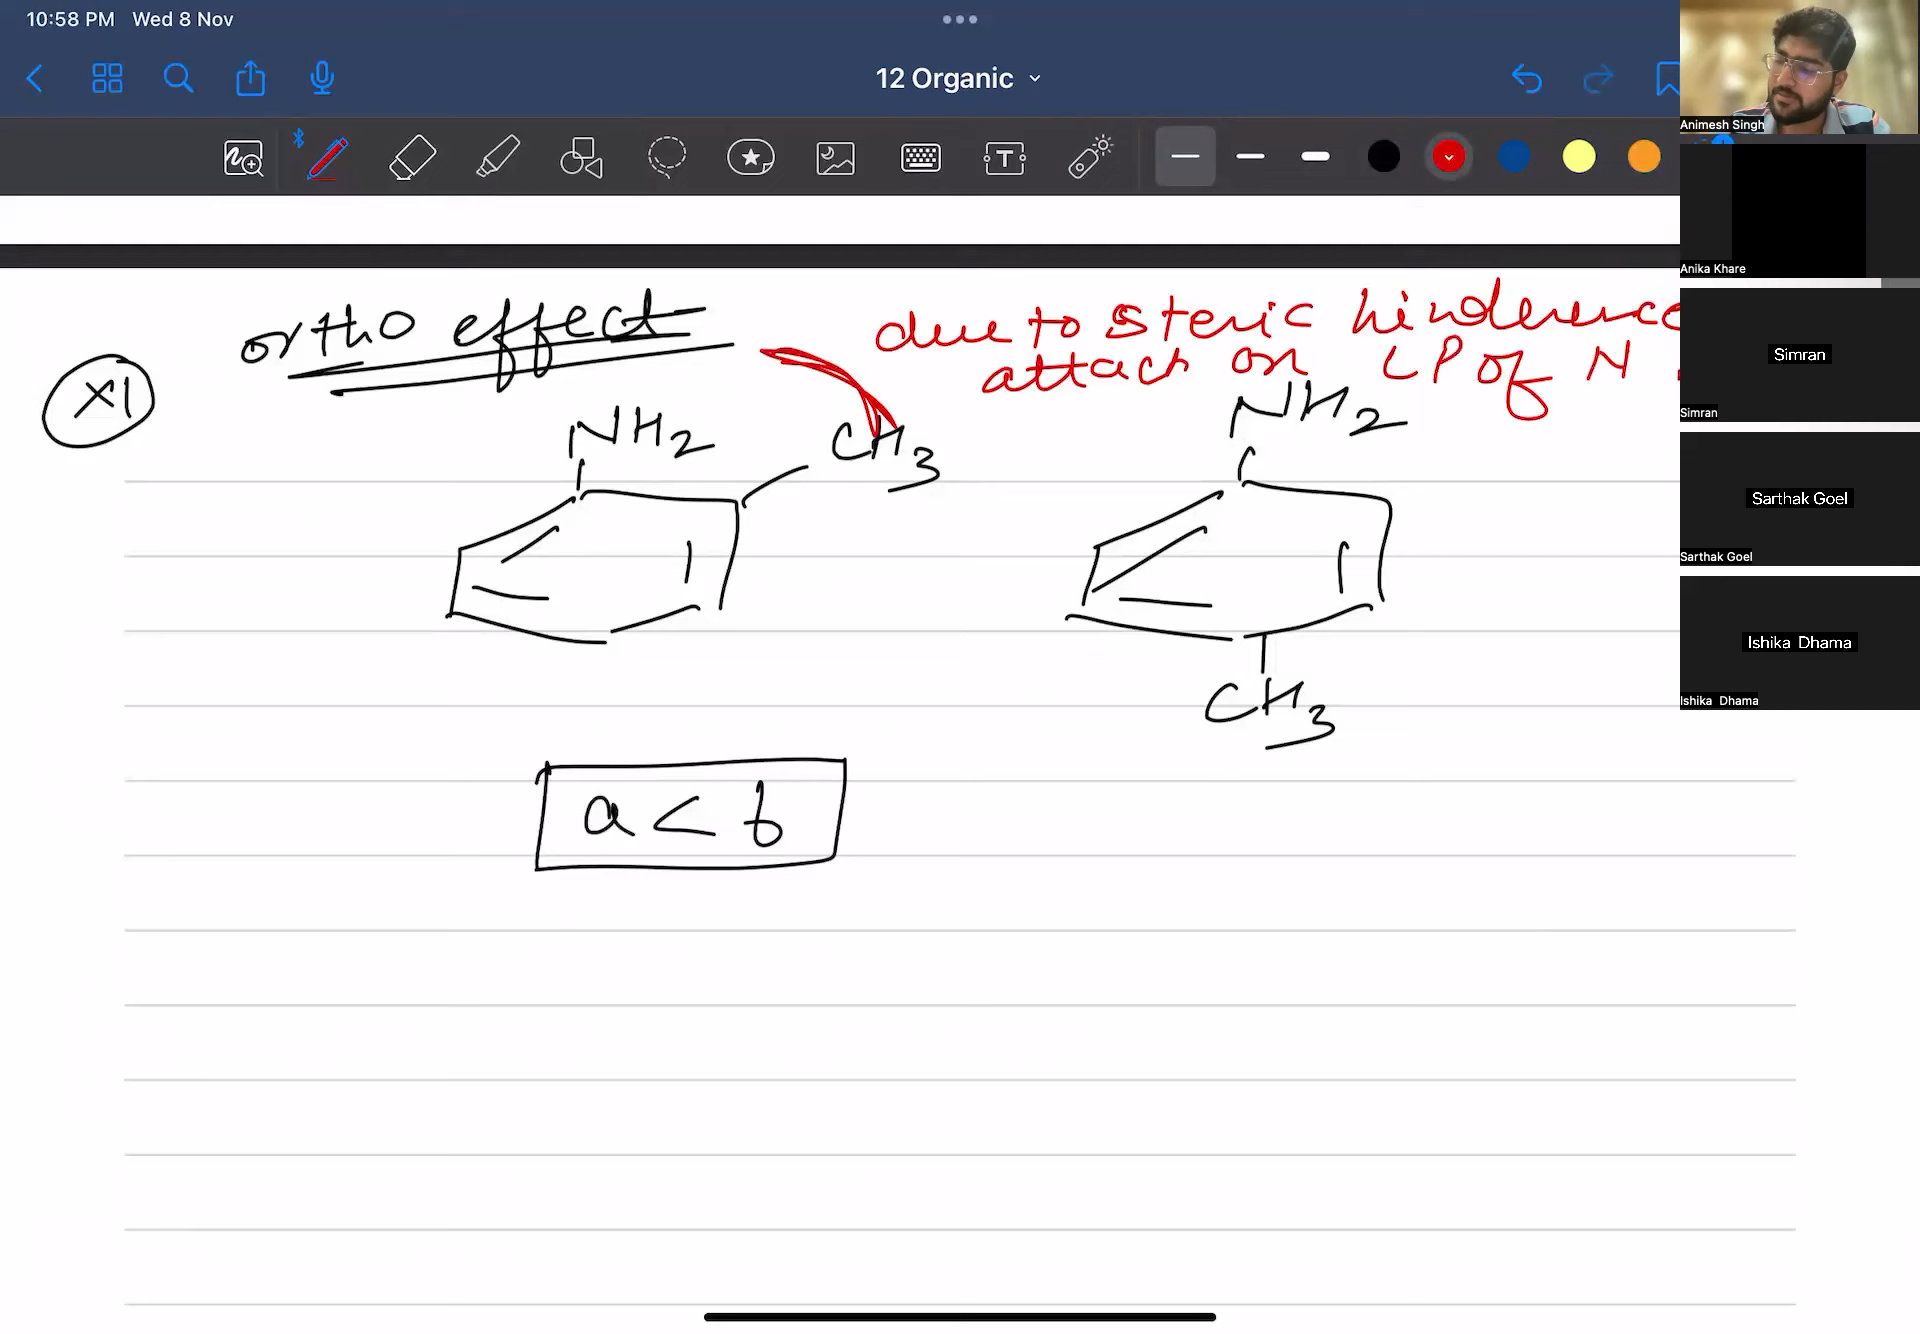 10:58 PM Wed 8 Nov
12 Organic
T
Animesh Singh
Anika Khare
Simran
Simran
Sarthak Goel
Sarthak Goel
Ishika Dhama
Ishika Dhama
XI
ortho effect
due to steric hinderence
attach on LP of N
NH2
CH3
NH2
CH3
a < b